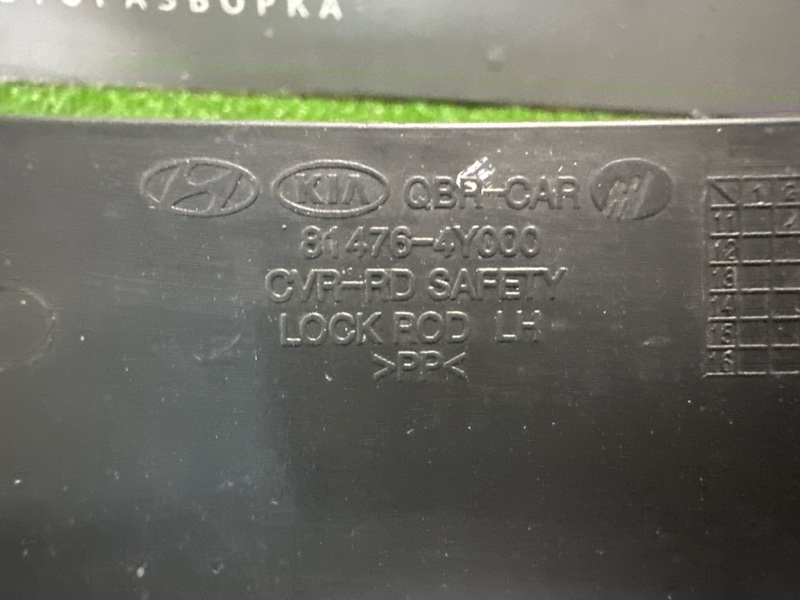 АВТОРАЗБОРКА
KIA QBR-CAR
81476-4Y000
CVR-RD SAFETY
LOCK ROD LH
>PP<
1 2
11
12
13
14
15
16